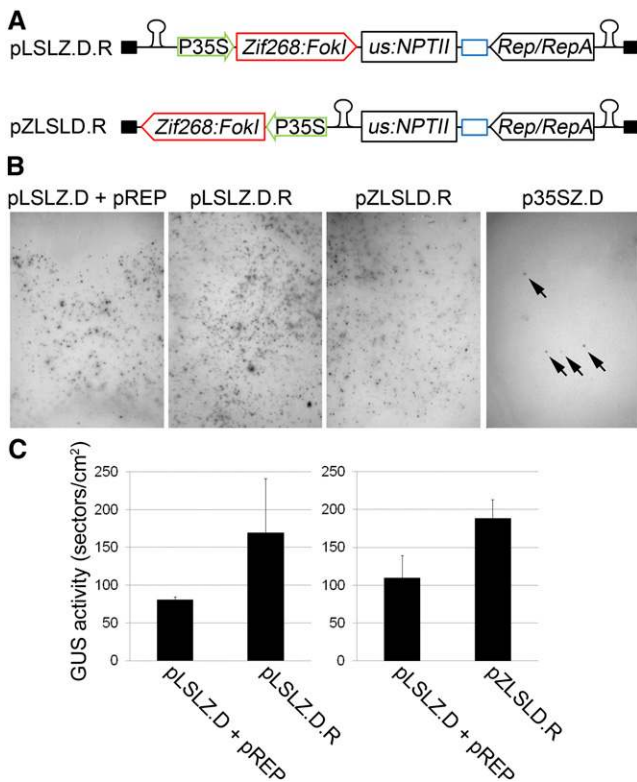 A
pLSLZ.D.R
P35S Zif268:FokI us:NPTII Rep/RepA
pZLSLD.R
Zif268:FokI P35S us:NPTII Rep/RepA
B
pLSLZ.D + pREP pLSLZ.D.R pZLSLD.R p35SZ.D
C
GUS activity (sectors/cm²)
250 250
200 200
150 150
100 100
50 50
0 0
pLSLZ.D + pREP pLSLZ.D.R pLSLZ.D + pREP pZLSLD.R